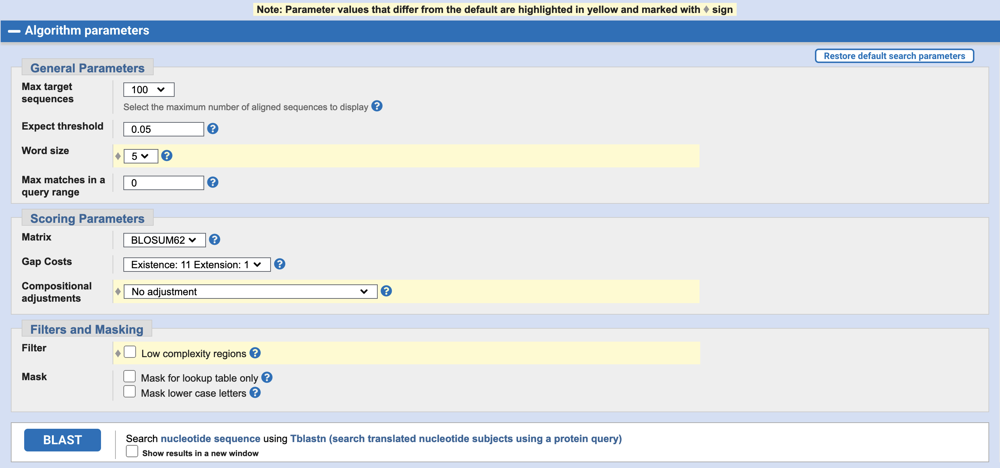 Note: Parameter values that differ from the default are highlighted in yellow and marked with ♦ sign
Algorithm parameters
Restore default search parameters
General Parameters
Max target
sequences
100
Select the maximum number of aligned sequences to display ?
Expect threshold
0.05 ?
Word size
♦ 5 ?
Max matches in a
query range
0 ?
Scoring Parameters
Matrix
BLOSUM62 ?
Gap Costs
Existence: 11 Extension: 1 ?
Compositional
adjustments
♦ No adjustment ?
Filters and Masking
Filter
♦ Low complexity regions ?
Mask
Mask for lookup table only ?
Mask lower case letters ?
BLAST
Search nucleotide sequence using Tblastn (search translated nucleotide subjects using a protein query)
Show results in a new window